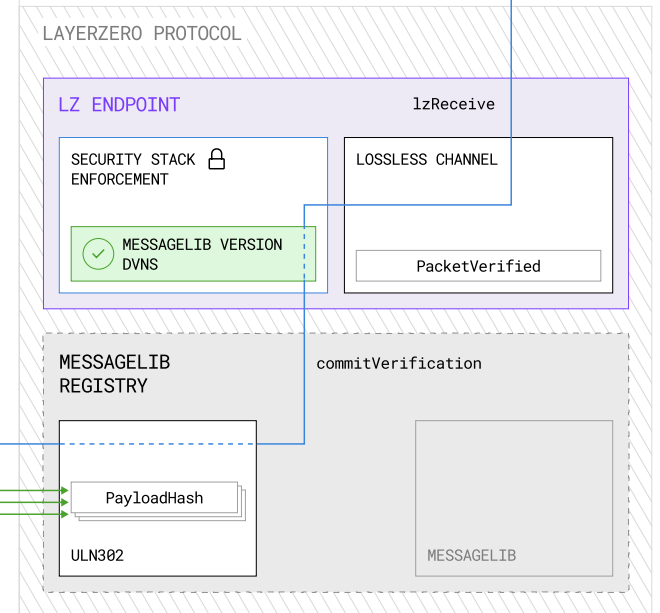 LAYERZERO PROTOCOL
LZ ENDPOINT
lzReceive
SECURITY STACK
ENFORCEMENT
MESSAGELIB VERSION
DVNS
LOSSLESS CHANNEL
PacketVerified
MESSAGELIB
REGISTRY
commitVerification
PayloadHash
ULN302
MESSAGELIB